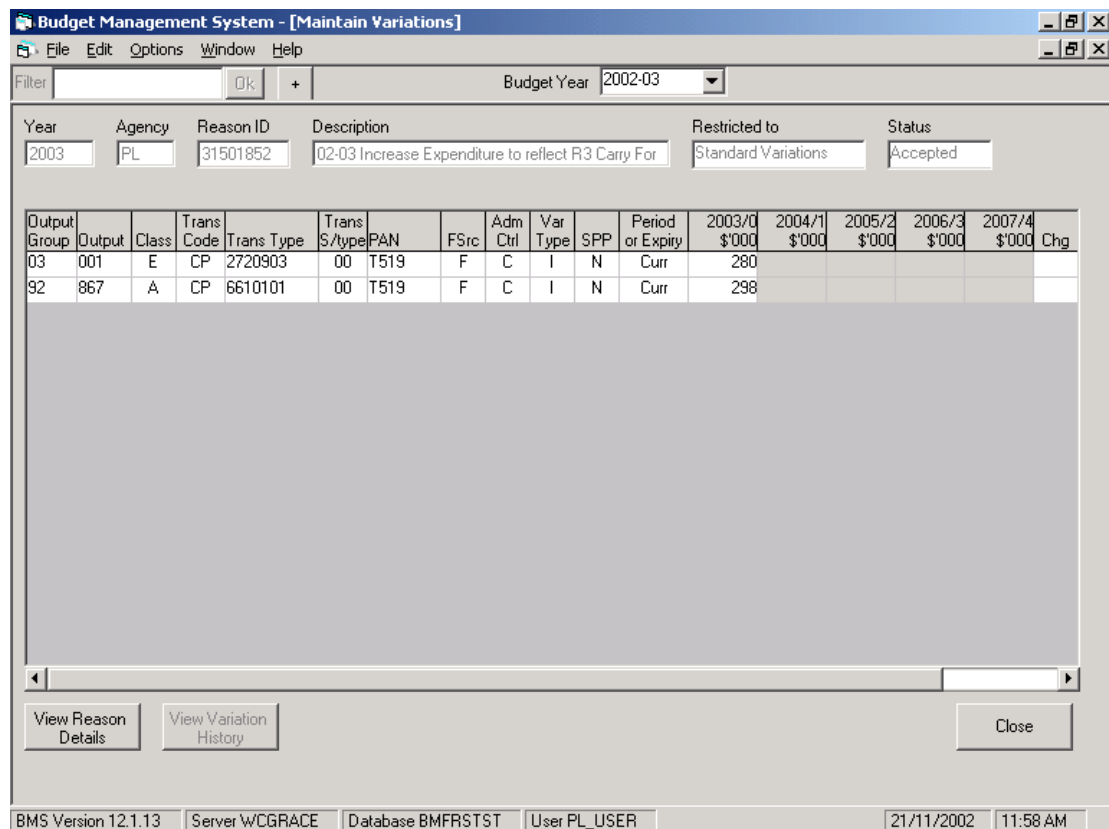 Budget Management System - [Maintain Variations]
File Edit Options Window Help
Filter Ok + Budget Year 2002-03
Year Agency Reason ID Description Restricted to Status
2003 PL 31501852 02-03 Increase Expenditure to reflect R3 Carry For Standard Variations Accepted
Output Trans Trans Adm Var Period 2003/0 2004/1 2005/2 2006/3 2007/4
Group Output Class Code Trans Type S/type PAN FSrc Ctrl Type SPP or Expiry $'000 $'000 $'000 $'000 $'000 Chg
03 001 E CP 2720903 00 T519 F C I N Curr 280
92 867 A CP 6610101 00 T519 F C I N Curr 298
View Reason View Variation Close
Details History
BMS Version 12.1.13 Server WCGRACE Database BMFRSTST User PL_USER 21/11/2002 11:58 AM